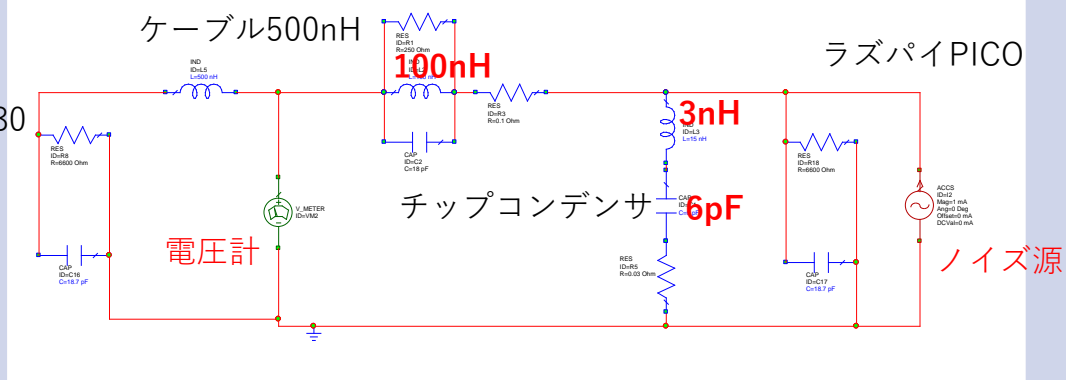 ケーブル500nH
RES
ID=R1
R=250 Ohm
ラズパイPICO
IND
ID=L5
L=500 nH
IND
100nH
RES
ID=R3
R=0.1 Ohm
3nH
IND
ID=L3
L=15 nH
30
RES
ID=R8
R=6600 Ohm
CAP
ID=C2
C=18 pF
RES
ID=R18
R=6600 Ohm
チップコンデンサ
6pF
V_METER
ID=VM2
ACCS
ID=I2
Mag=1 mA
Ang=0 Deg
Offset=0 mA
DCVal=0 mA
電圧計
ノイズ源
CAP
ID=C16
C=18.7 pF
RES
ID=R5
R=0.03 Ohm
CAP
ID=C17
C=18.7 pF